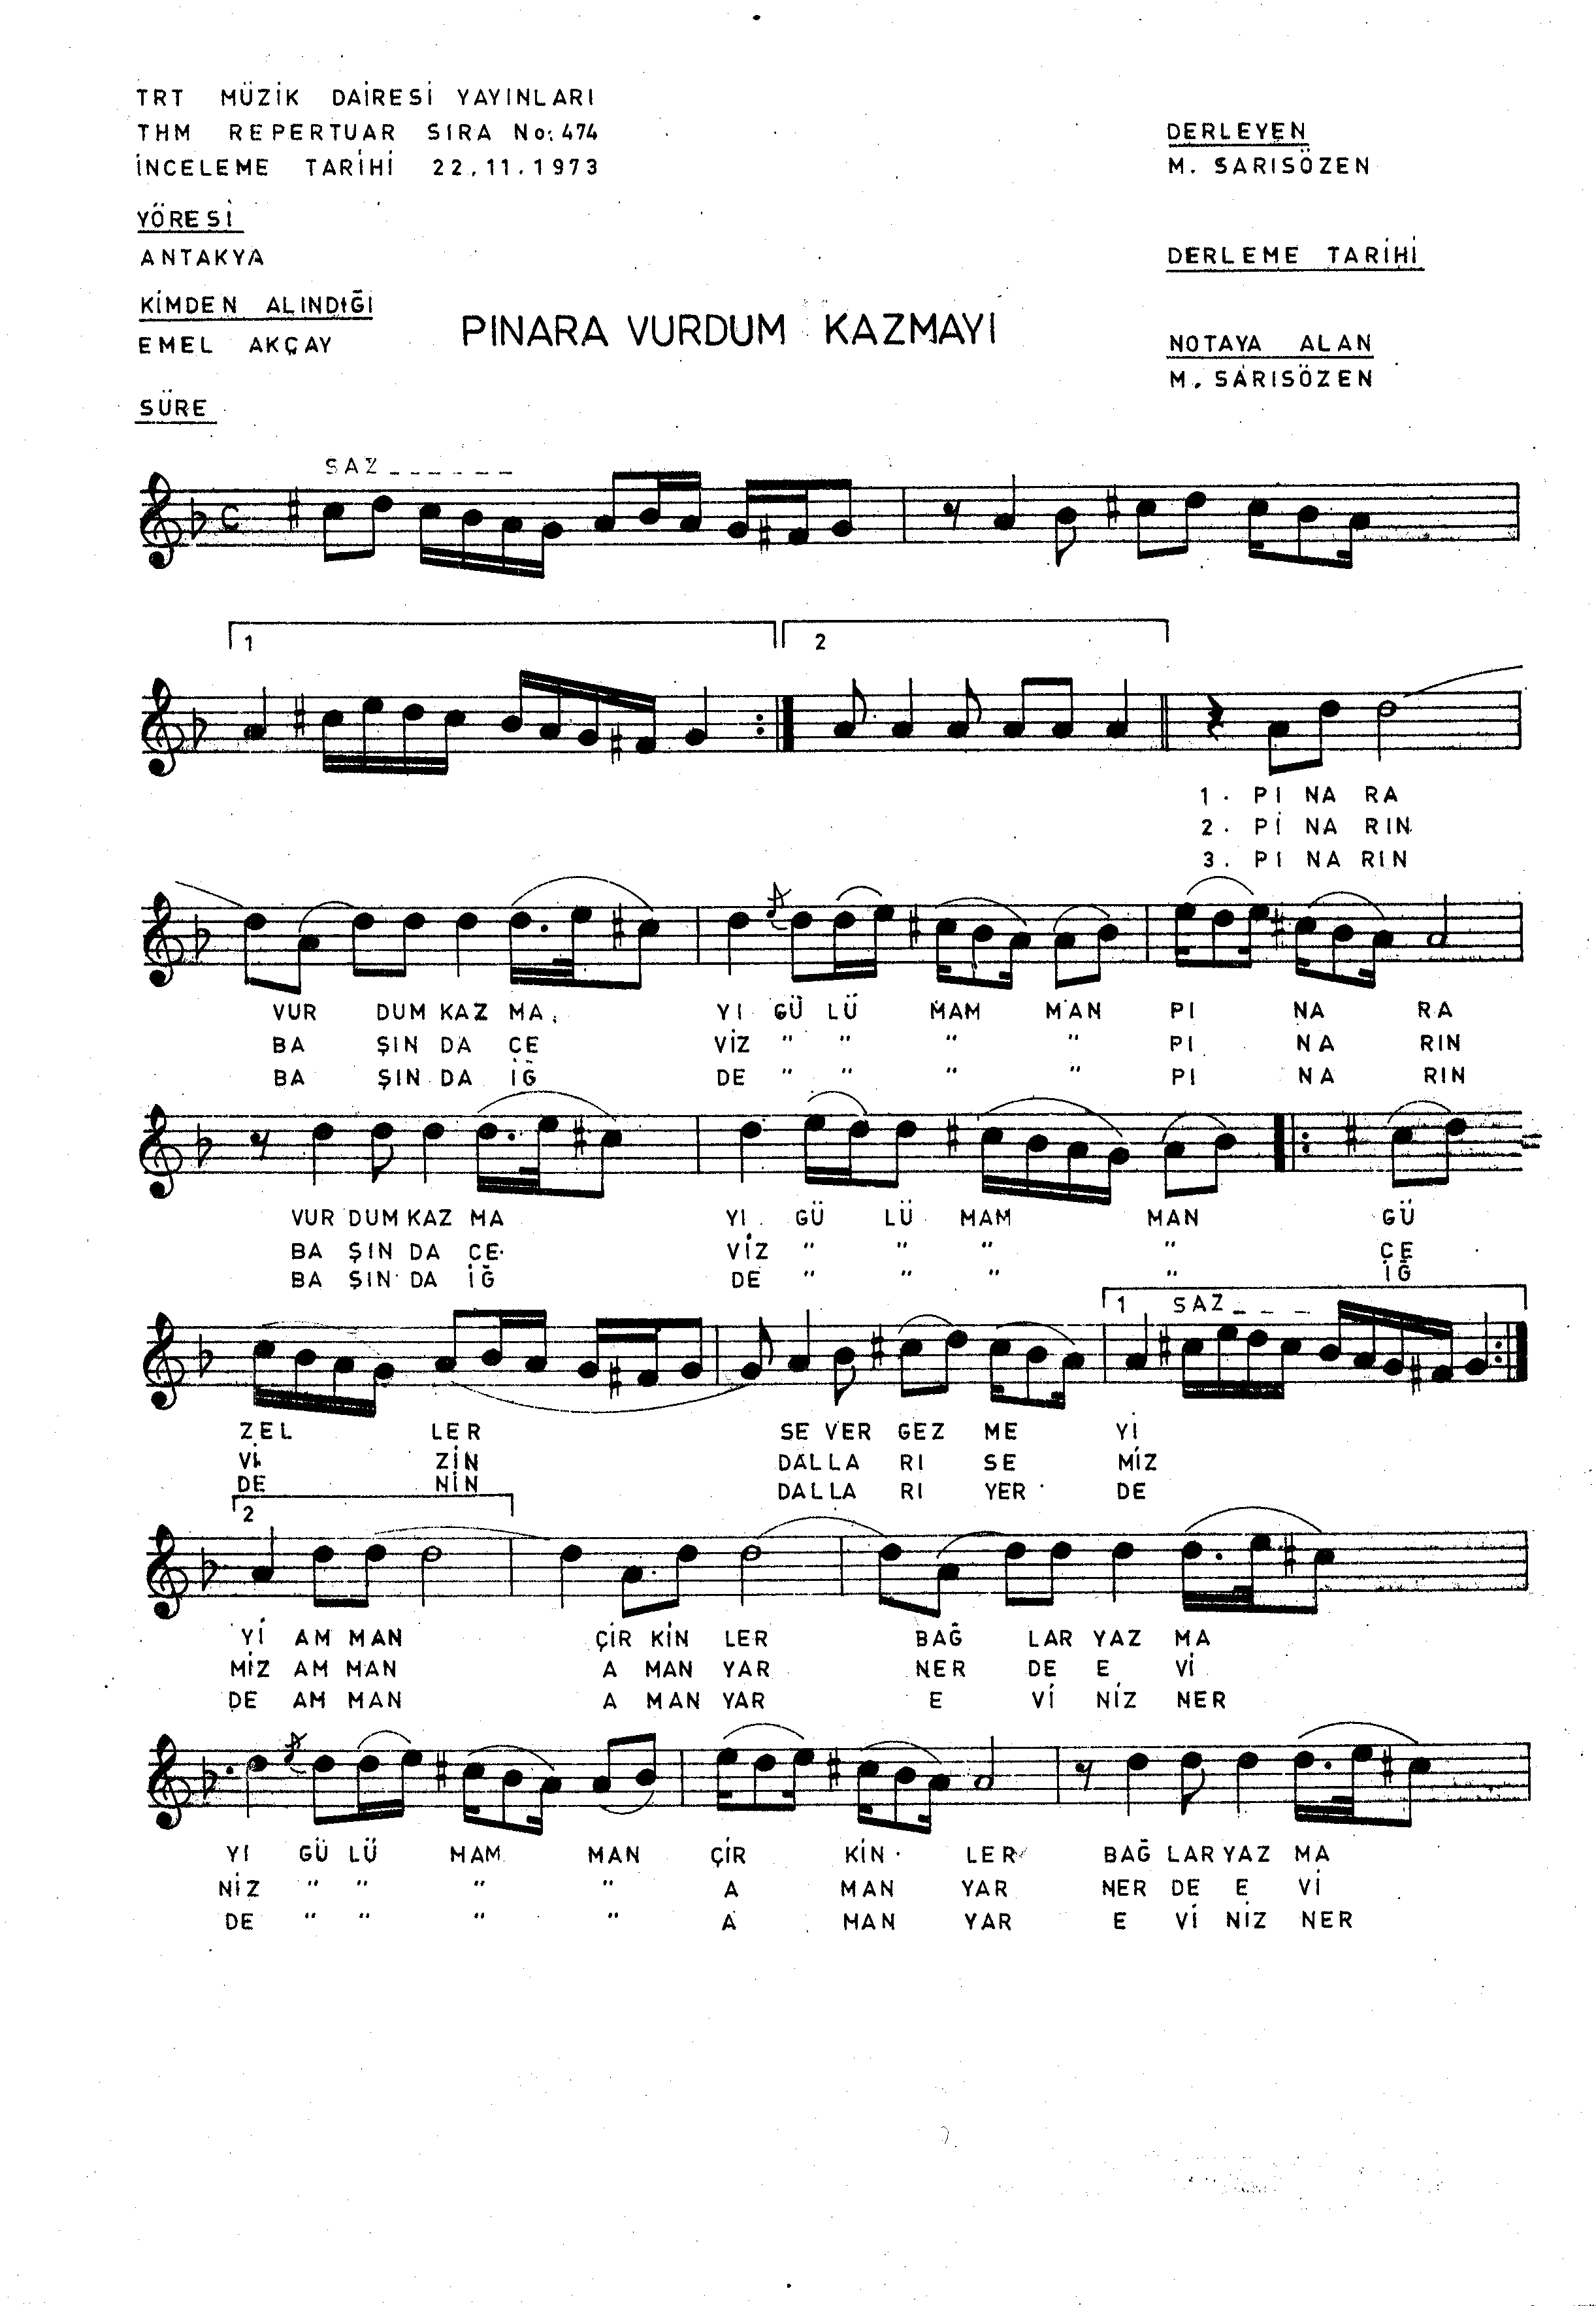 TRT MÜZİK DAİRESİ YAYINLARI
THM REPERTUAR SIRA No: 474
İNCELEME TARİHİ 22.11.1973
DERLEYEN
M. SARISÖZEN
YÖRESİ
ANTAKYA
DERLEME TARİHİ
KİMDEN ALINDIĞI
EMEL AKÇAY
PINARA VURDUM KAZMAYI
NOTAYA ALAN
M. SARISÖZEN
SÜRE
SAZ _ _ _ _ _ _
1 2
1. PI NA RA
2. PI NA RIN
3. PI NA RIN
VUR DUM KAZ MA YI GÜ LÜ MAM MAN PI NA RA
BA ŞIN DA CE VİZ " " " " PI NA RIN
BA ŞIN DA İĞ DE " " " " PI NA RIN
VUR DUM KAZ MA YI GÜ LÜ MAM MAN GÜ
BA ŞIN DA CE VİZ " " " " CE
BA ŞIN DA İĞ DE " " " " İĞ
1 SAZ _ _ _
ZEL LER SE VER GEZ ME Yİ
Vİ ZİN DAL LA RI SE MİZ
DE NİN DAL LA RI YER DE
2
Yİ AM MAN ÇİR KİN LER BAĞ LAR YAZ MA
MİZ AM MAN A MAN YAR NER DE E Vİ
DE AM MAN A MAN YAR E Vİ NİZ NER
YI GÜ LÜ MAM MAN ÇİR KİN LER BAĞ LAR YAZ MA
NİZ " " " " A MAN YAR NER DE E Vİ
DE " " " " A MAN YAR E Vİ NİZ NER